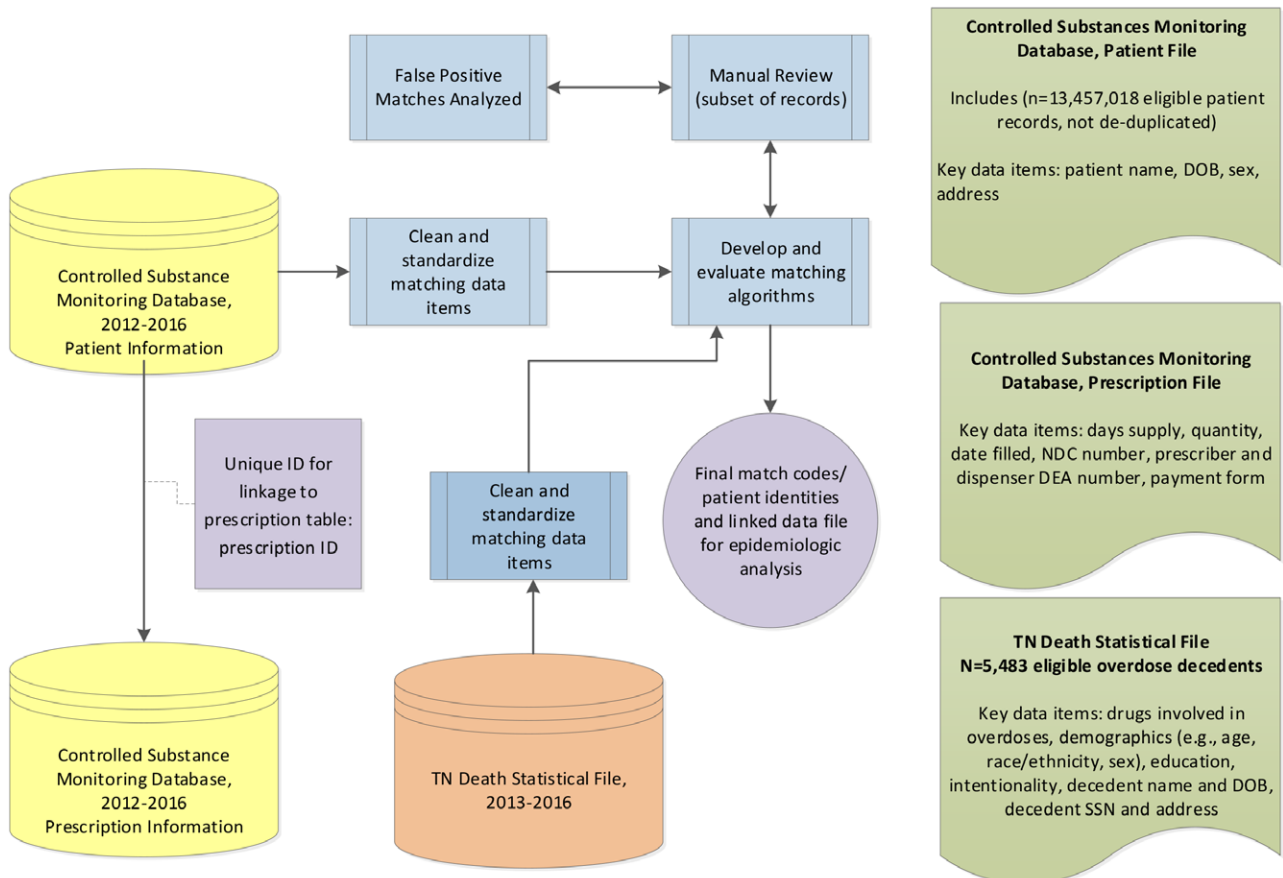 False Positive
Matches Analyzed
Manual Review
(subset of records)
Controlled Substance
Monitoring Database,
2012-2016
Patient Information
Clean and
standardize
matching data
items
Develop and
evaluate matching
algorithms
Unique ID for
linkage to
prescription table:
prescription ID
Clean and
standardize
matching data
items
Final match codes/
patient identities
and linked data file
for epidemiologic
analysis
Controlled Substance
Monitoring Database,
2012-2016
Prescription Information
TN Death Statistical File,
2013-2016
Controlled Substances Monitoring
Database, Patient File
Includes (n=13,457,018 eligible patient
records, not de-duplicated)
Key data items: patient name, DOB, sex,
address
Controlled Substances Monitoring
Database, Prescription File
Key data items: days supply, quantity,
date filled, NDC number, prescriber and
dispenser DEA number, payment form
TN Death Statistical File
N=5,483 eligible overdose decedents
Key data items: drugs involved in
overdoses, demographics (e.g., age,
race/ethnicity, sex), education,
intentionality, decedent name and DOB,
decedent SSN and address